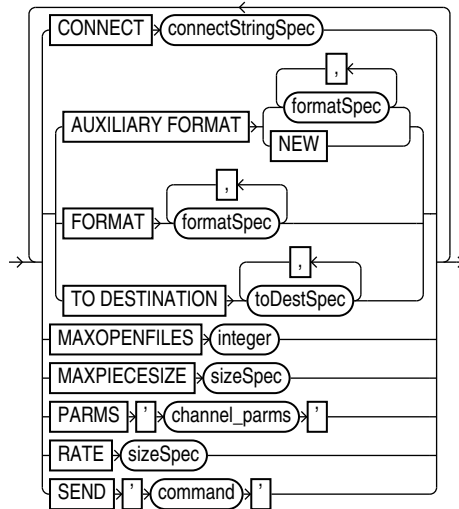 CONNECT connectStringSpec
,
formatSpec
AUXILIARY FORMAT
NEW
,
FORMAT formatSpec
,
TO DESTINATION toDestSpec
MAXOPENFILES integer
MAXPIECESIZE sizeSpec
PARMS ' channel_parms '
RATE sizeSpec
SEND ' command '